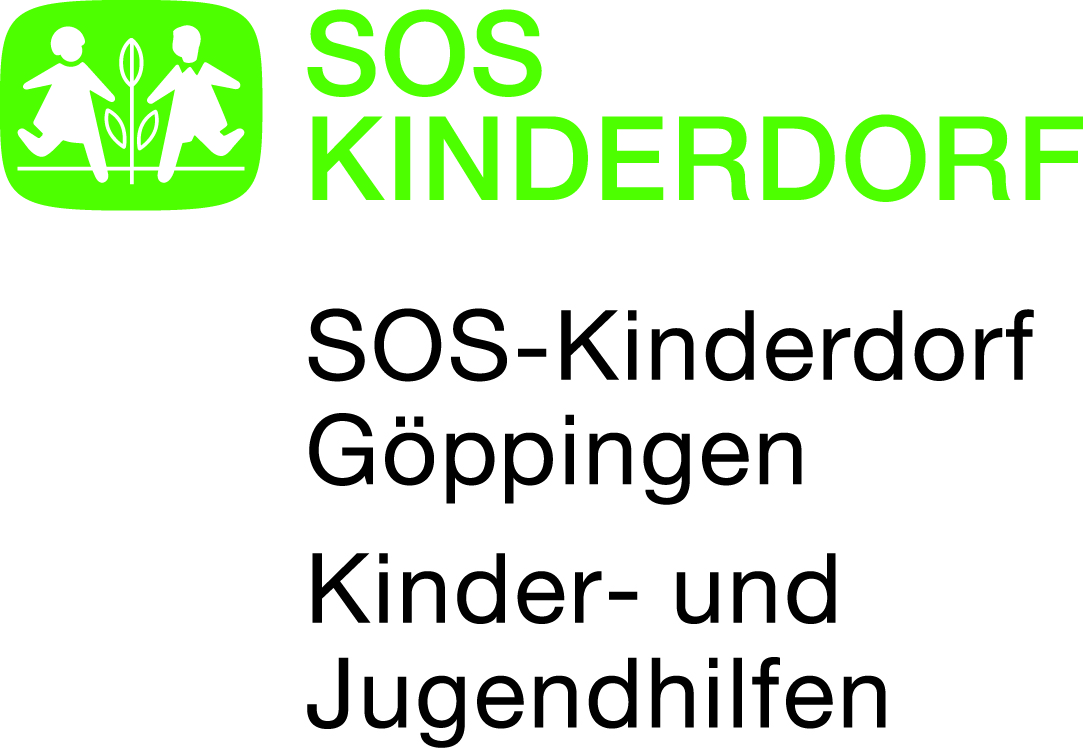 SOS
KINDERDORF
SOS-Kinderdorf
Göppingen
Kinder- und
Jugendhilfen